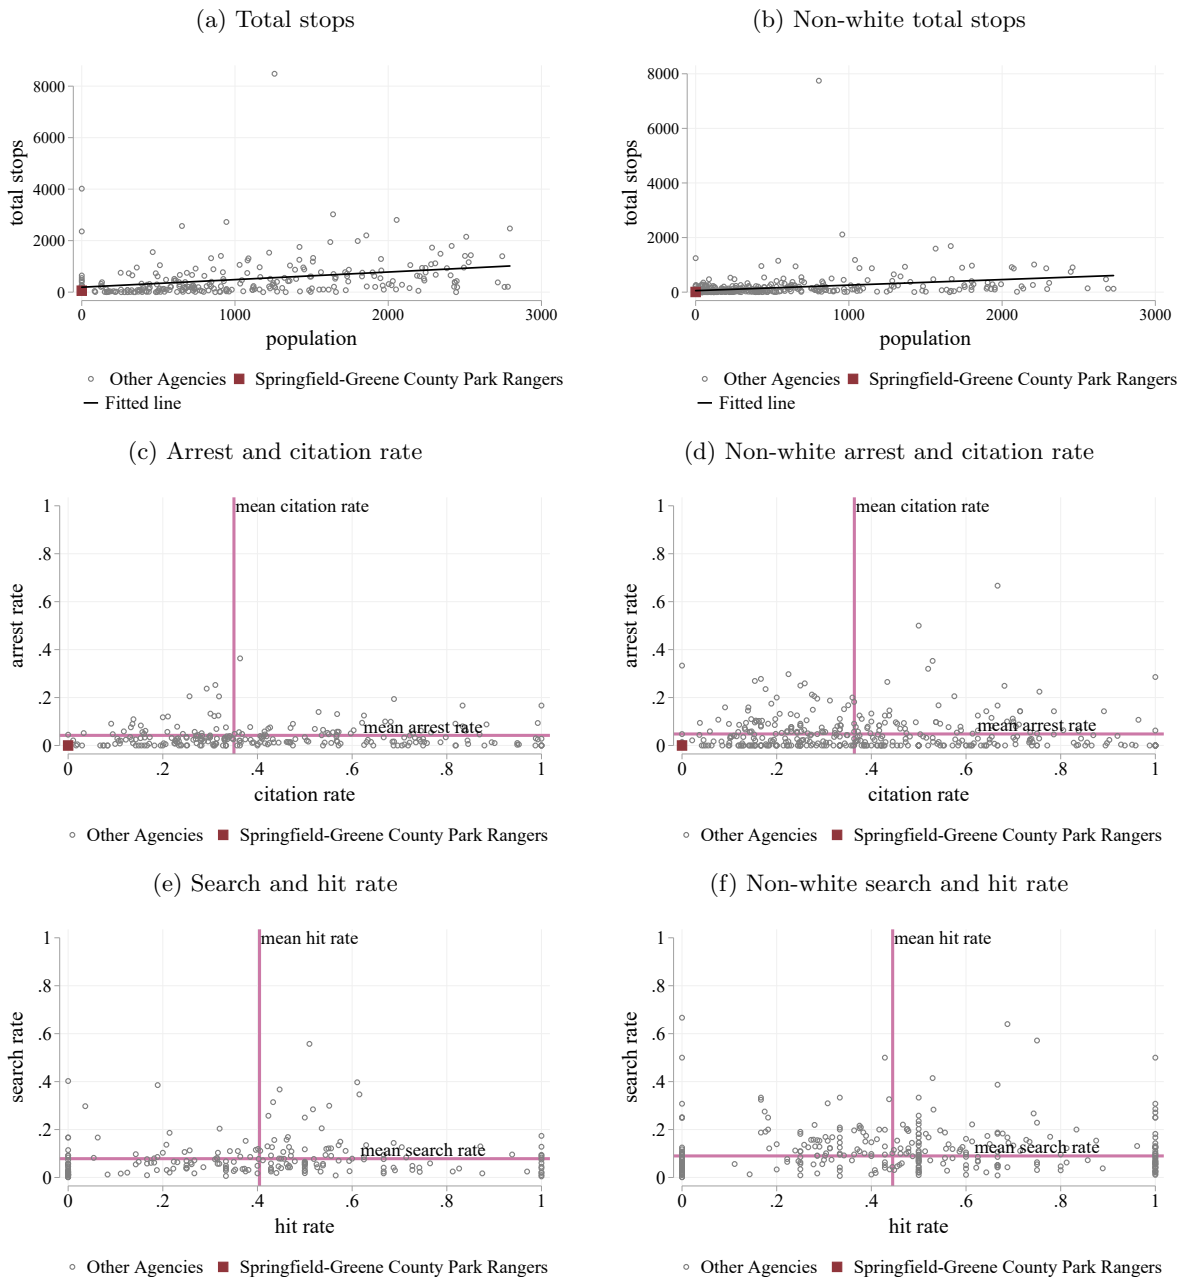 (a) Total stops
8000
6000
4000
2000
0
total stops
0 1000 2000 3000
population
Other Agencies Springfield-Greene County Park Rangers
Fitted line
(b) Non-white total stops
8000
6000
4000
2000
0
total stops
0 1000 2000 3000
population
Other Agencies Springfield-Greene County Park Rangers
Fitted line
(c) Arrest and citation rate
1
.8
.6
.4
.2
0
arrest rate
mean citation rate
mean arrest rate
0 .2 .4 .6 .8 1
citation rate
Other Agencies Springfield-Greene County Park Rangers
(d) Non-white arrest and citation rate
1
.8
.6
.4
.2
0
arrest rate
mean citation rate
mean arrest rate
0 .2 .4 .6 .8 1
citation rate
Other Agencies Springfield-Greene County Park Rangers
(e) Search and hit rate
1
.8
.6
.4
.2
0
search rate
mean hit rate
mean search rate
0 .2 .4 .6 .8 1
hit rate
Other Agencies Springfield-Greene County Park Rangers
(f) Non-white search and hit rate
1
.8
.6
.4
.2
0
search rate
mean hit rate
mean search rate
0 .2 .4 .6 .8 1
hit rate
Other Agencies Springfield-Greene County Park Rangers